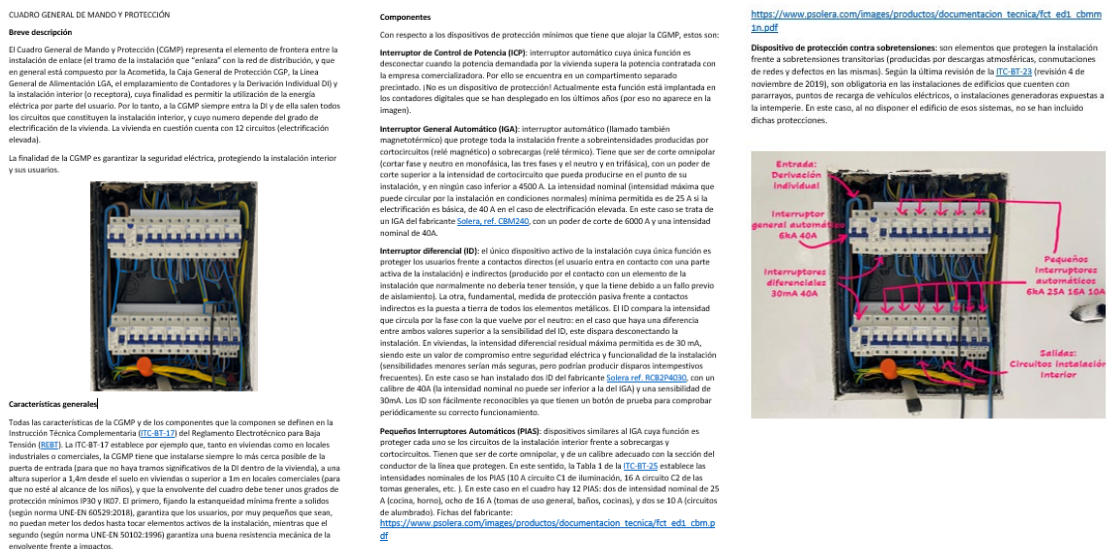 CUADRO GENERAL DE MANDO Y PROTECCIÓN
Breve descripción
El Cuadro General de Mando y Protección (CGMP) representa el elemento de frontera entre la
instalación de enlace (el tramo de la instalación que "enlaza" con la red de distribución, y que
en general está compuesto por la Acometida, la Caja General de Protección CGP, la Línea
General de Alimentación LGA, el emplazamiento de Contadores y la Derivación Individual DI) y
la instalación interior (o receptora), cuya finalidad es permitir la utilización de la energía
eléctrica por parte del usuario. Por lo tanto, a la CGMP siempre entra la DI y de ella salen todos
los circuitos que constituyen la instalación interior, y cuyo numero depende del grado de
electrificación de la vivienda. La vivienda en cuestión cuenta con 12 circuitos (electrificación
elevada).
La finalidad de la CGMP es garantizar la seguridad eléctrica, protegiendo la instalación interior
y sus usuarios.
Características generales
Todas las características de la CGMP y de los componentes que la componen se definen en la
Instrucción Técnica Complementaria (ITC-BT-17) del Reglamento Electrotécnico para Baja
Tensión (REBT). La ITC-BT-17 establece por ejemplo que, tanto en viviendas como en locales
industriales o comerciales, la CGMP tiene que instalarse siempre lo más cerca posible de la
puerta de entrada (para que no haya tramos significativos de la DI dentro de la vivienda), a una
altura superior a 1,4m desde el suelo en viviendas o superior a 1m en locales comerciales (para
que no esté al alcance de los niños), y que la envolvente del cuadro debe tener unos grados de
protección mínimos IP30 y IK07. El primero, fijando la estanqueidad mínima frente a solidos
(según norma UNE-EN 60529:2018), garantiza que los usuarios, por muy pequeños que sean,
no puedan meter los dedos hasta tocar elementos activos de la instalación, mientras que el
segundo (según norma UNE-EN 50102:1996) garantiza una buena resistencia mecánica de la
envolvente frente a impactos.
Componentes
Con respecto a los dispositivos de protección mínimos que tiene que alojar la CGMP, estos son:
Interruptor de Control de Potencia (ICP): interruptor automático cuya única función es
desconectar cuando la potencia demandada por la vivienda supera la potencia contratada con
la empresa comercializadora. Por ello se encuentra en un compartimento separado
precintado. ¡No es un dispositivo de protección! Actualmente esta función está implantada en
los contadores digitales que se han desplegado en los últimos años (por eso no aparece en la
imagen).
Interruptor General Automático (IGA): interruptor automático (llamado también
magnetotérmico) que protege toda la instalación frente a sobreintensidades producidas por
cortocircuitos (relé magnético) o sobrecargas (relé térmico). Tiene que ser de corte omnipolar
(cortar fase y neutro en monofásica, las tres fases y el neutro y en trifásica), con un poder de
corte superior a la intensidad de cortocircuito que pueda producirse en el punto de su
instalación, y en ningún caso inferior a 4500 A. La intensidad nominal (intensidad máxima que
puede circular por la instalación en condiciones normales) mínima permitida es de 25 A si la
electrificación es básica, de 40 A en el caso de electrificación elevada. En este caso se trata de
un IGA del fabricante Solera, ref. CBM240, con un poder de corte de 6000 A y una intensidad
nominal de 40A.
Interruptor diferencial (ID): el único dispositivo activo de la instalación cuya única función es
proteger los usuarios frente a contactos directos (el usuario entra en contacto con una parte
activa de la instalación) e indirectos (producido por el contacto con un elemento de la
instalación que normalmente no debería tener tensión, y que la tiene debido a un fallo previo
de aislamiento). La otra, fundamental, medida de protección pasiva frente a contactos
indirectos es la puesta a tierra de todos los elementos metálicos. El ID compara la intensidad
que circula por la fase con la que vuelve por el neutro: en el caso que haya una diferencia
entre ambos valores superior a la sensibilidad del ID, este dispara desconectando la
instalación. En viviendas, la intensidad diferencial residual máxima permitida es de 30 mA,
siendo este un valor de compromiso entre seguridad eléctrica y funcionalidad de la instalación
(sensibilidades menores serían más seguras, pero podrían producir disparos intempestivos
frecuentes). En este caso se han instalado dos ID del fabricante Solera ref. RCB2P4030, con un
calibre de 40A (la intensidad nominal no puede ser inferior a la del IGA) y una sensibilidad de
30mA. Los ID son fácilmente reconocibles ya que tienen un botón de prueba para comprobar
periódicamente su correcto funcionamiento.
Pequeños Interruptores Automáticos (PIAS): dispositivos similares al IGA cuya función es
proteger cada uno se los circuitos de la instalación interior frente a sobrecargas y
cortocircuitos. Tienen que ser de corte omnipolar, y de un calibre adecuado con la sección del
conductor de la línea que protegen. En este sentido, la Tabla 1 de la ITC-BT-25 establece las
intensidades nominales de los PIAS (10 A circuito C1 de iluminación, 16 A circuito C2 de las
tomas generales, etc. ). En este caso en el cuadro hay 12 PIAS: dos de intensidad nominal de 25
A (cocina, horno), ocho de 16 A (tomas de uso general, baños, cocinas), y dos se 10 A (circuitos
de alumbrado). Fichas del fabricante:
https://www.psolera.com/images/productos/documentacion_tecnica/fct_ed1_cbm.p
df
https://www.psolera.com/images/productos/documentacion_tecnica/fct_ed1_cbmm
1n.pdf
Dispositivo de protección contra sobretensiones: son elementos que protegen la instalación
frente a sobretensiones transitorias (producidas por descargas atmosféricas, conmutaciones
de redes y defectos en las mismas). Según la última revisión de la ITC-BT-23 (revisión 4 de
noviembre de 2019), son obligatoria en las instalaciones de edificios que cuenten con
pararrayos, puntos de recarga de vehículos eléctricos, o instalaciones generadoras expuestas a
la intemperie. En este caso, al no disponer el edificio de esos sistemas, no se han incluido
dichas protecciones.
Entrada:
Derivación
Individual
Interruptor
general automático
6kA 40A
Interruptores
diferenciales
30mA 40A
Pequeños
Interruptores
automáticos
6kA 25A 16A 10A
Salidas:
Circuitos Instalación
Interior